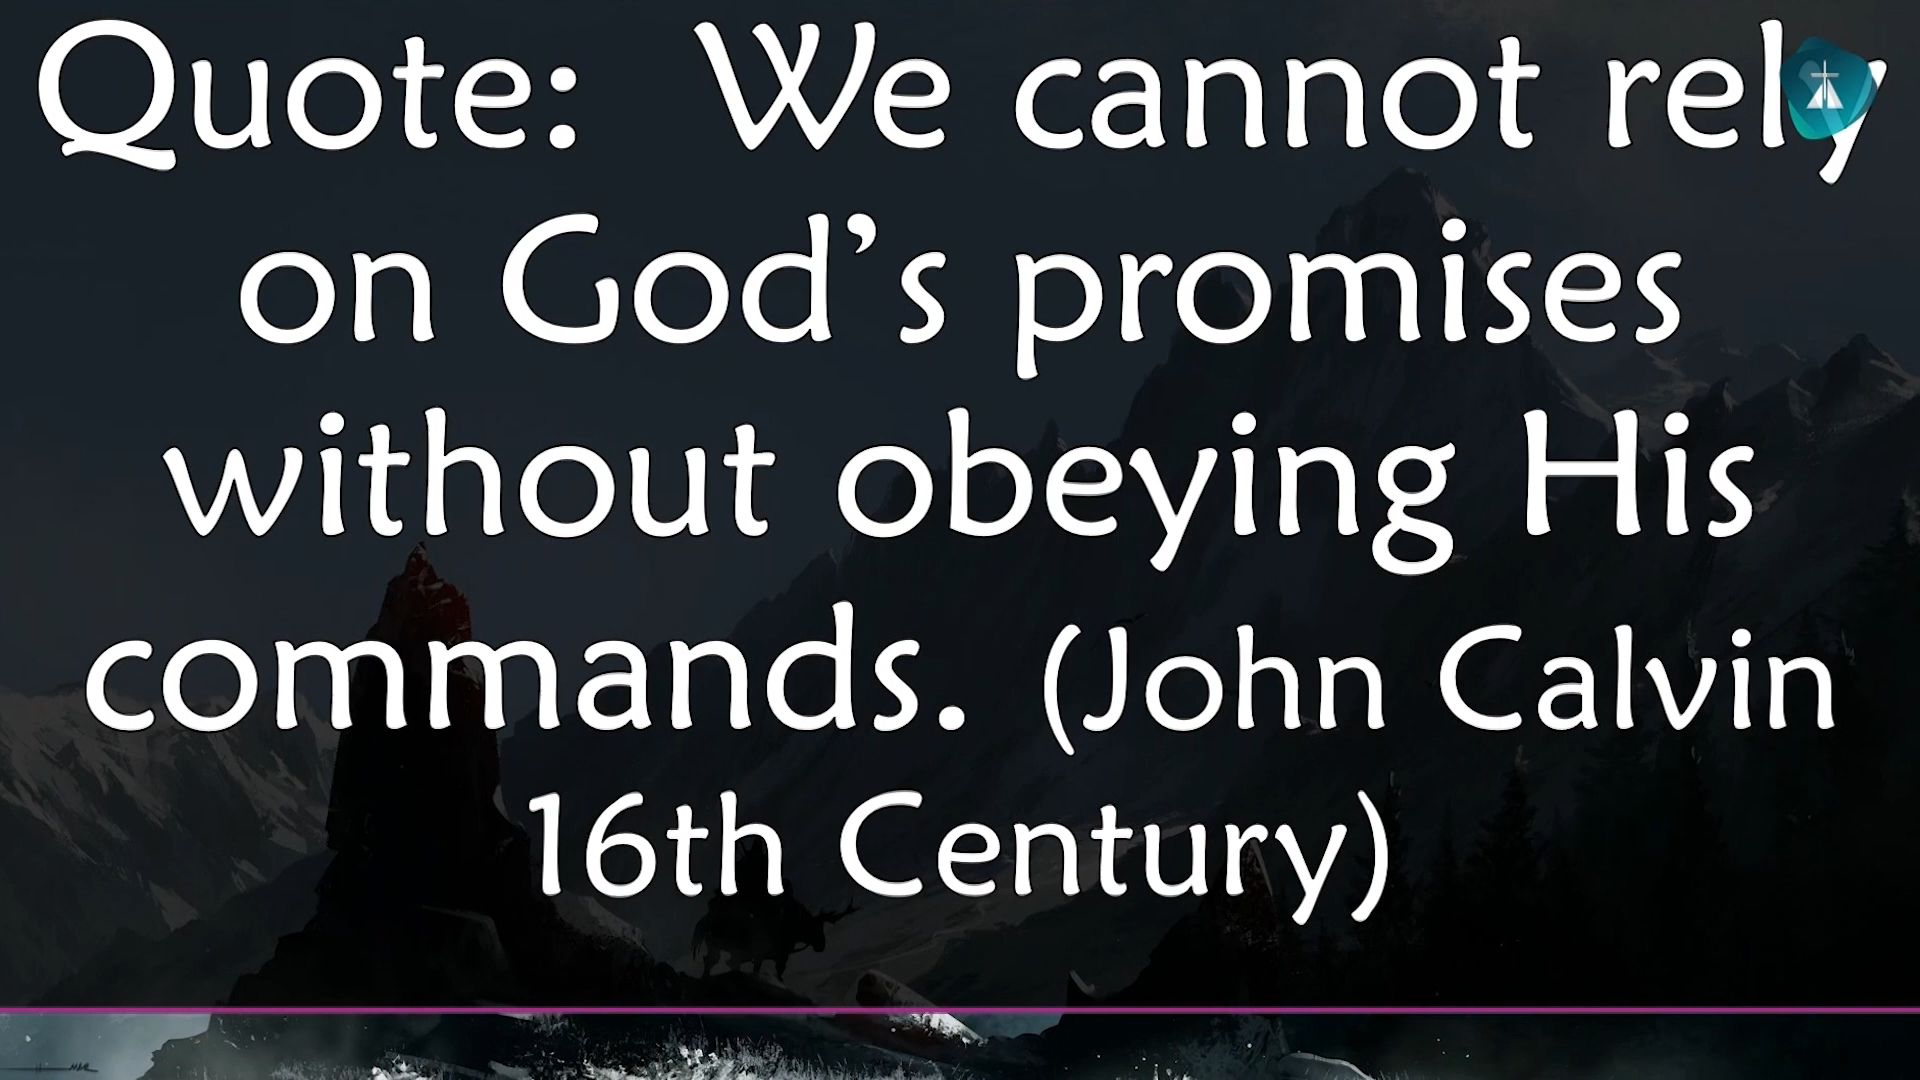 Quote: We cannot rely
on God’s promises
without obeying His
commands. (John Calvin
16th Century)